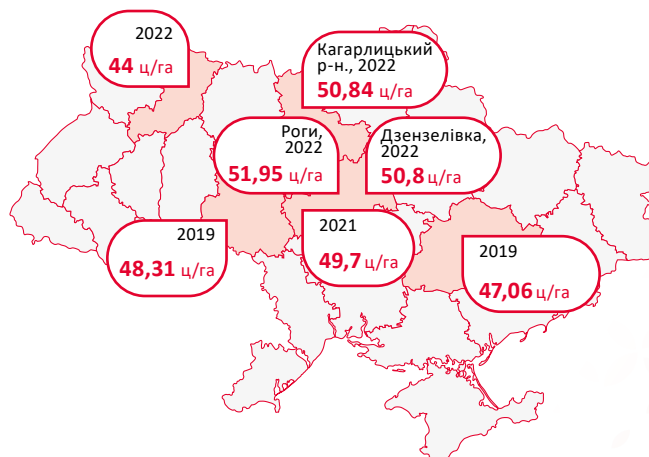 2022
44 ц/га
Кагарлицький
р-н., 2022
50,84 ц/га
Роги,
2022
51,95 ц/га
Дзензелівка,
2022
50,8 ц/га
2019
48,31 ц/га
2021
49,7 ц/га
2019
47,06 ц/га